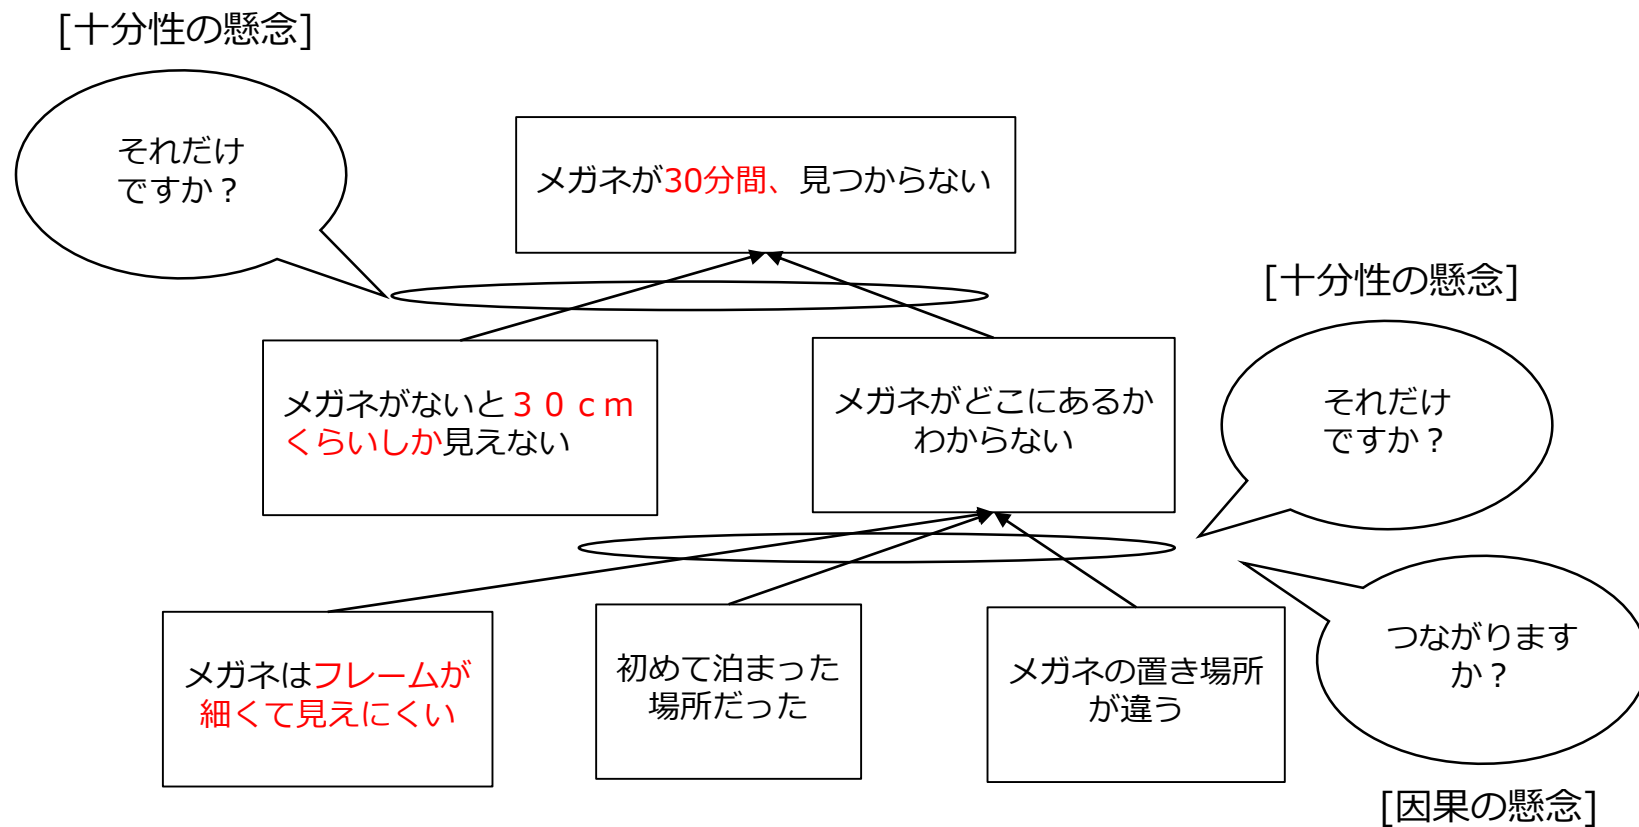 [十分性の懸念]
それだけ
ですか？
メガネが30分間、見つからない
[十分性の懸念]
メガネがないと３０ｃｍ
くらいしか見えない
メガネがどこにあるか
わからない
それだけ
ですか？
メガネはフレームが
細くて見えにくい
初めて泊まった
場所だった
メガネの置き場所
が違う
つながります
か？
[因果の懸念]